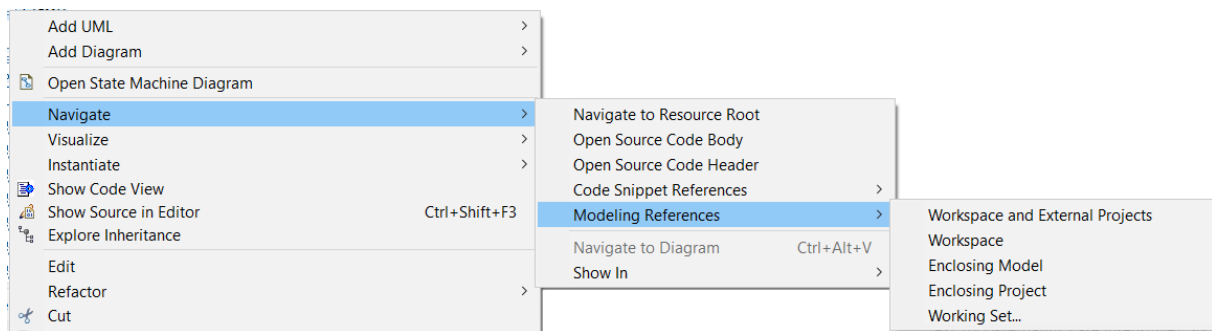 Add UML
Add Diagram
Open State Machine Diagram
Navigate
Visualize
Instantiate
Show Code View
Show Source in Editor Ctrl+Shift+F3
Explore Inheritance
Edit
Refactor
Cut
Navigate to Resource Root
Open Source Code Body
Open Source Code Header
Code Snippet References
Modeling References
Navigate to Diagram Ctrl+Alt+V
Show In
Workspace and External Projects
Workspace
Enclosing Model
Enclosing Project
Working Set...